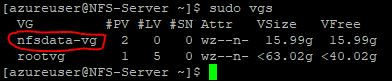 [azureuser@NFS-Server ~]$ sudo vgs
  VG         #PV #LV #SN Attr   VSize   VFree
  nfsdata-vg   2   0   0 wz--n-  15.99g 15.99g
  rootvg       1   5   0 wz--n- <63.02g <40.02g
[azureuser@NFS-Server ~]$